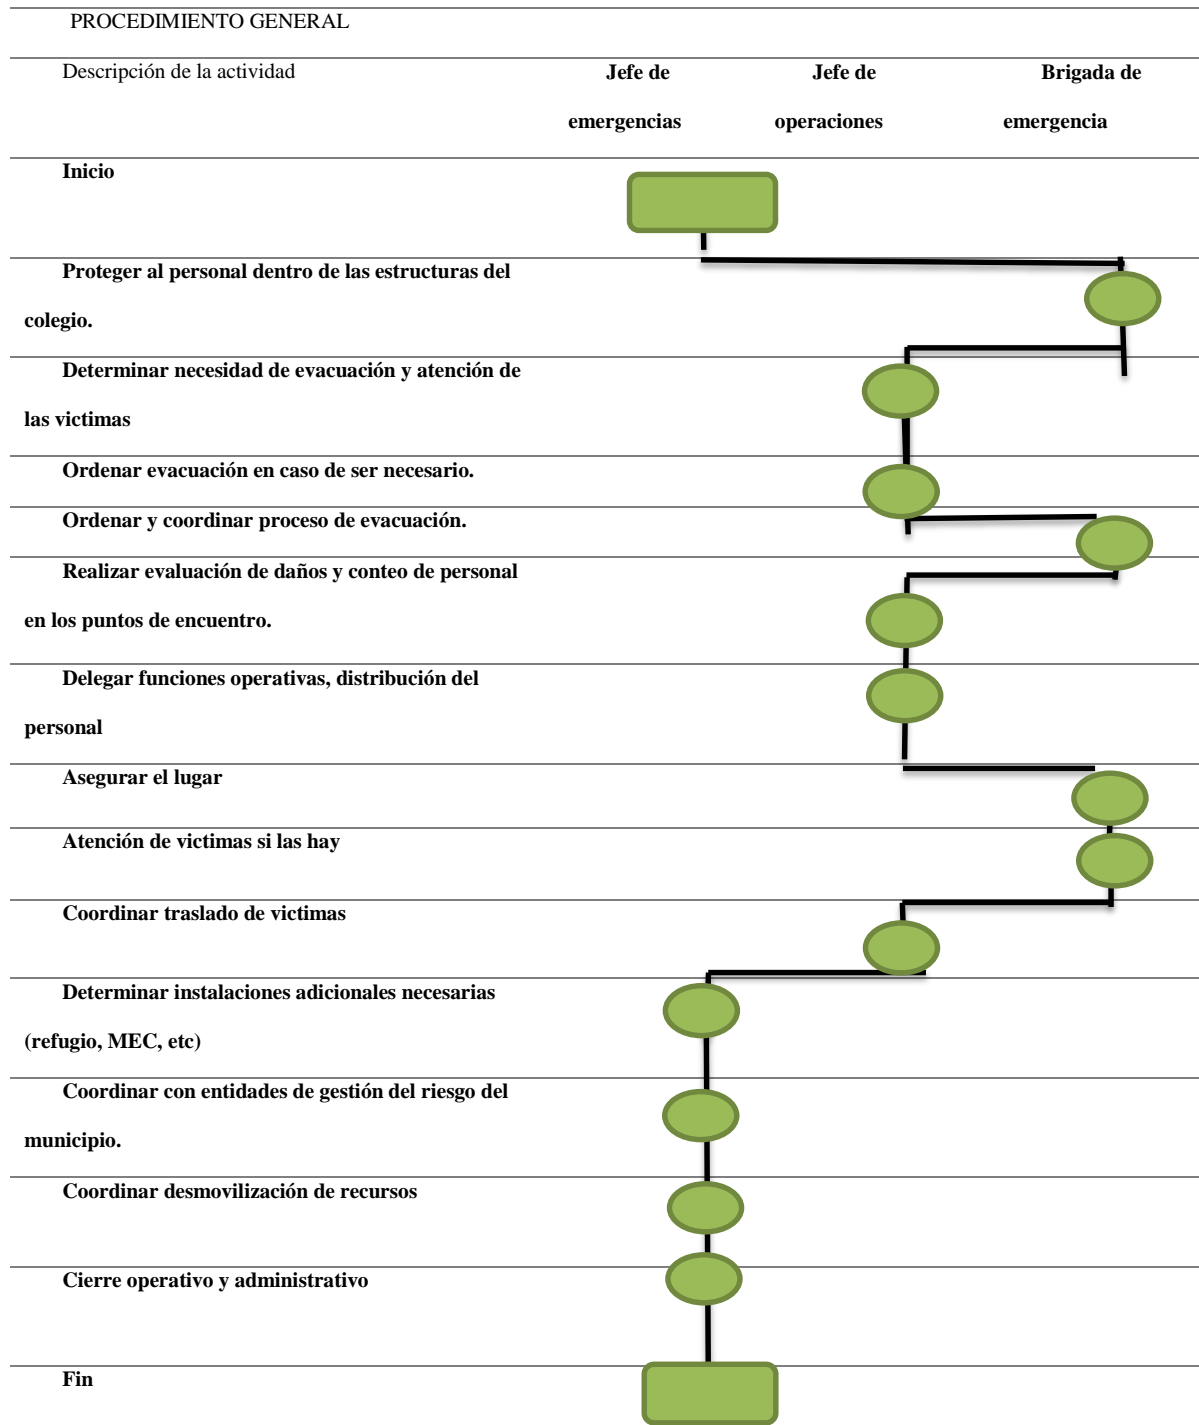 PROCEDIMIENTO GENERAL
Descripción de la actividad
Jefe de
emergencias
Jefe de
operaciones
Brigada de
emergencia
Inicio
Proteger al personal dentro de las estructuras del
colegio.
Determinar necesidad de evacuación y atención de
las victimas
Ordenar evacuación en caso de ser necesario.
Ordenar y coordinar proceso de evacuación.
Realizar evaluación de daños y conteo de personal
en los puntos de encuentro.
Delegar funciones operativas, distribución del
personal
Asegurar el lugar
Atención de victimas si las hay
Coordinar traslado de victimas
Determinar instalaciones adicionales necesarias
(refugio, MEC, etc)
Coordinar con entidades de gestión del riesgo del
municipio.
Coordinar desmovilización de recursos
Cierre operativo y administrativo
Fin